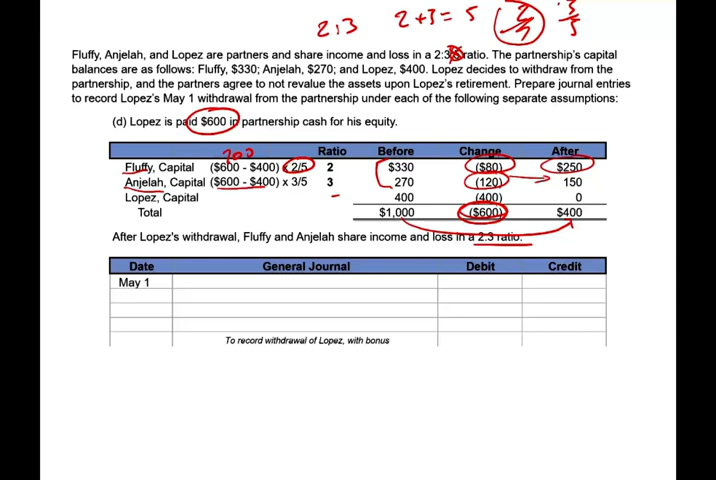 2:3 2+3=5 2/5 3/5
Fluffy, Anjelah, and Lopez are partners and share income and loss in a 2:3: ratio. The partnership's capital
balances are as follows: Fluffy, $330; Anjelah, $270; and Lopez, $400. Lopez decides to withdraw from the
partnership, and the partners agree to not revalue the assets upon Lopez's retirement. Prepare journal entries
to record Lopez's May 1 withdrawal from the partnership under each of the following separate assumptions:
(d) Lopez is paid $600 in partnership cash for his equity.
200
Ratio Before Change After
Fluffy, Capital ($600 - $400) x 2/5 2 $330 ($80) $250
Anjelah, Capital ($600 - $400) x 3/5 3 270 (120) 150
Lopez, Capital - 400 (400) 0
Total $1,000 ($600) $400
After Lopez's withdrawal, Fluffy and Anjelah share income and loss in a 2:3 ratio.
Date General Journal Debit Credit
May 1
To record withdrawal of Lopez, with bonus